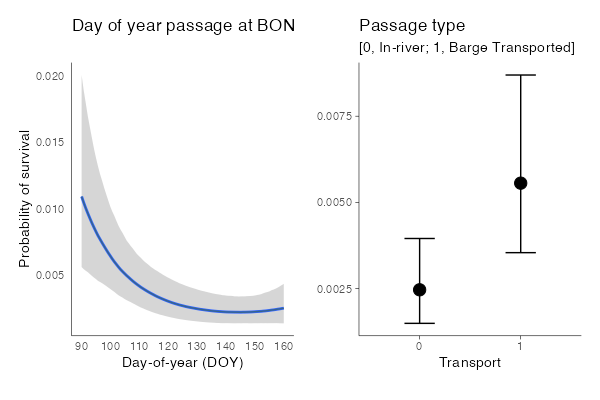 Day of year passage at BON
Probability of survival
0.020
0.015
0.010
0.005
90 100 110 120 130 140 150 160
Day-of-year (DOY)
Passage type
[0, In-river; 1, Barge Transported]
0.0075
0.0050
0.0025
0 1
Transport